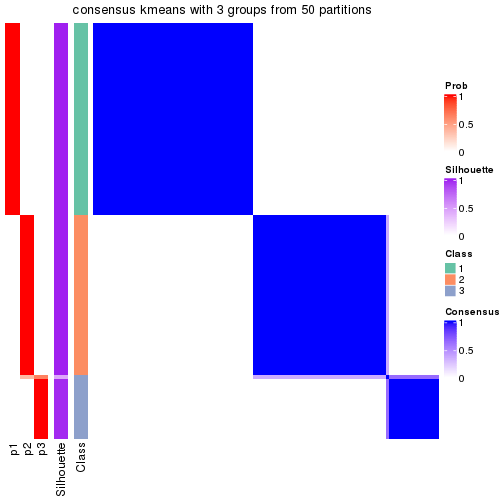 consensus kmeans with 3 groups from 50 partitions
Prob
1
0.5
0
Silhouette
1
0.5
0
Class
1
2
3
Consensus
1
0.5
0
p1
p2
p3
Silhouette
Class